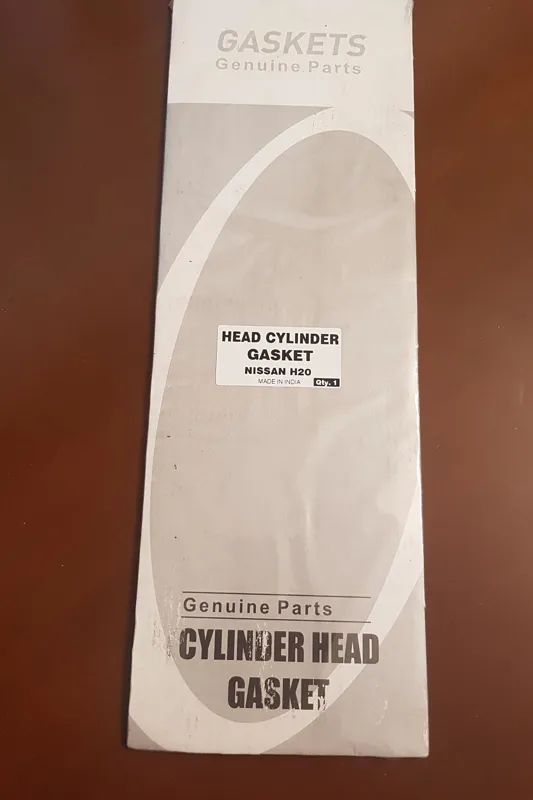 GASKETS
Genuine Parts
HEAD CYLINDER
GASKET
NISSAN H20
MADE IN INDIA Qty. 1
Genuine Parts
CYLINDER HEAD
GASKET